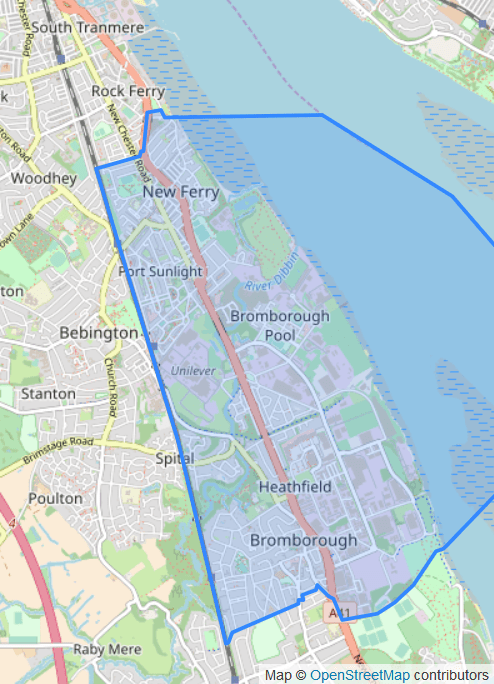 South Tranmere
Chester Road
Rock Ferry
k
New Chester Road
Road
Woodhey
New Ferry
own Lane
Port Sunlight
River Dibbin
ton
Bromborough
Pool
Bebington
Unilever
Stanton
Church Road
Brimstage Road
Spital
Heathfield
Poulton
4
Bromborough
A41
Raby Mere
N
Map © OpenStreetMap contributors